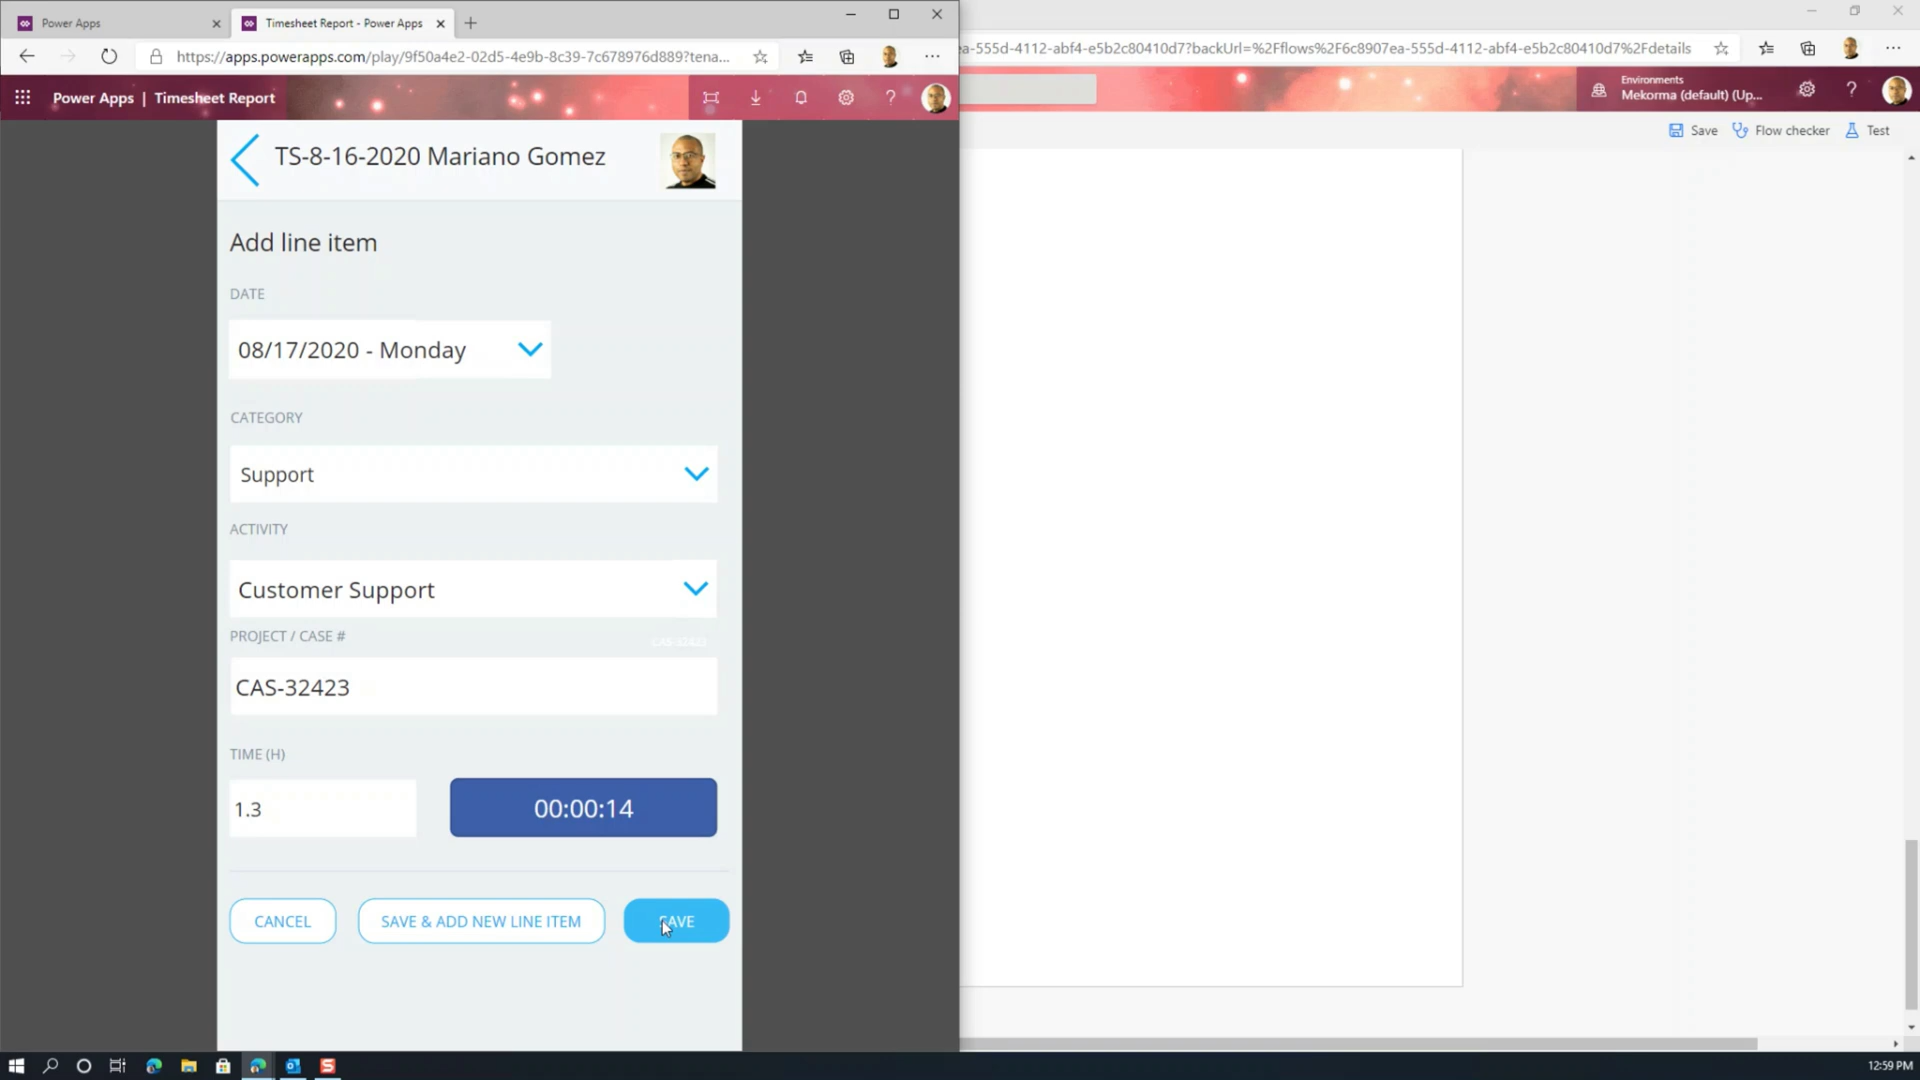 Power Apps
Timesheet Report - Power Apps
https://apps.powerapps.com/play/9f50a4e2-02d5-4e9b-8c39-7c678976d889?tena...
ea-555d-4112-abf4-e5b2c80410d7?backUrl=%2Fflows%2F6c8907ea-555d-4112-abf4-e5b2c80410d7%2Fdetails
Power Apps | Timesheet Report
Environments
Mekorma (default) (Up...
Save
Flow checker
Test
TS-8-16-2020 Mariano Gomez
Add line item
DATE
08/17/2020 - Monday
CATEGORY
Support
ACTIVITY
Customer Support
PROJECT / CASE #
CAS-32423
CAS-32423
TIME (H)
1.3
00:00:14
CANCEL
SAVE & ADD NEW LINE ITEM
SAVE
12:59 PM